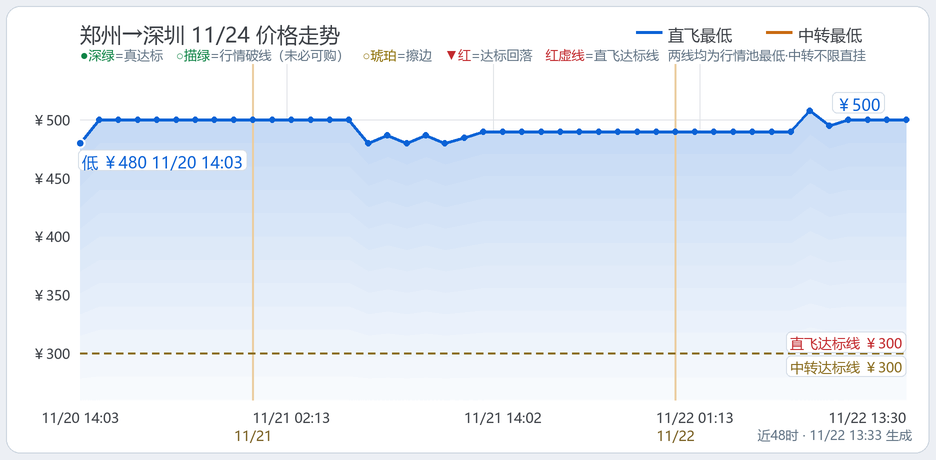 郑州→深圳 11/24 价格走势
直飞最低 中转最低
●深绿=真达标 ○描绿=行情破线（未必可购） ○琥珀=擦边 ▼红=达标回落 红虚线=直飞达标线 两线均为行情池最低·中转不限直挂
¥500
¥500
低 ¥480 11/20 14:03
¥450
¥400
¥350
直飞达标线 ¥300
¥300
中转达标线 ¥300
11/20 14:03 11/21 02:13 11/21 14:02 11/22 01:13 11/22 13:30
11/21 11/22 近48时 · 11/22 13:33 生成